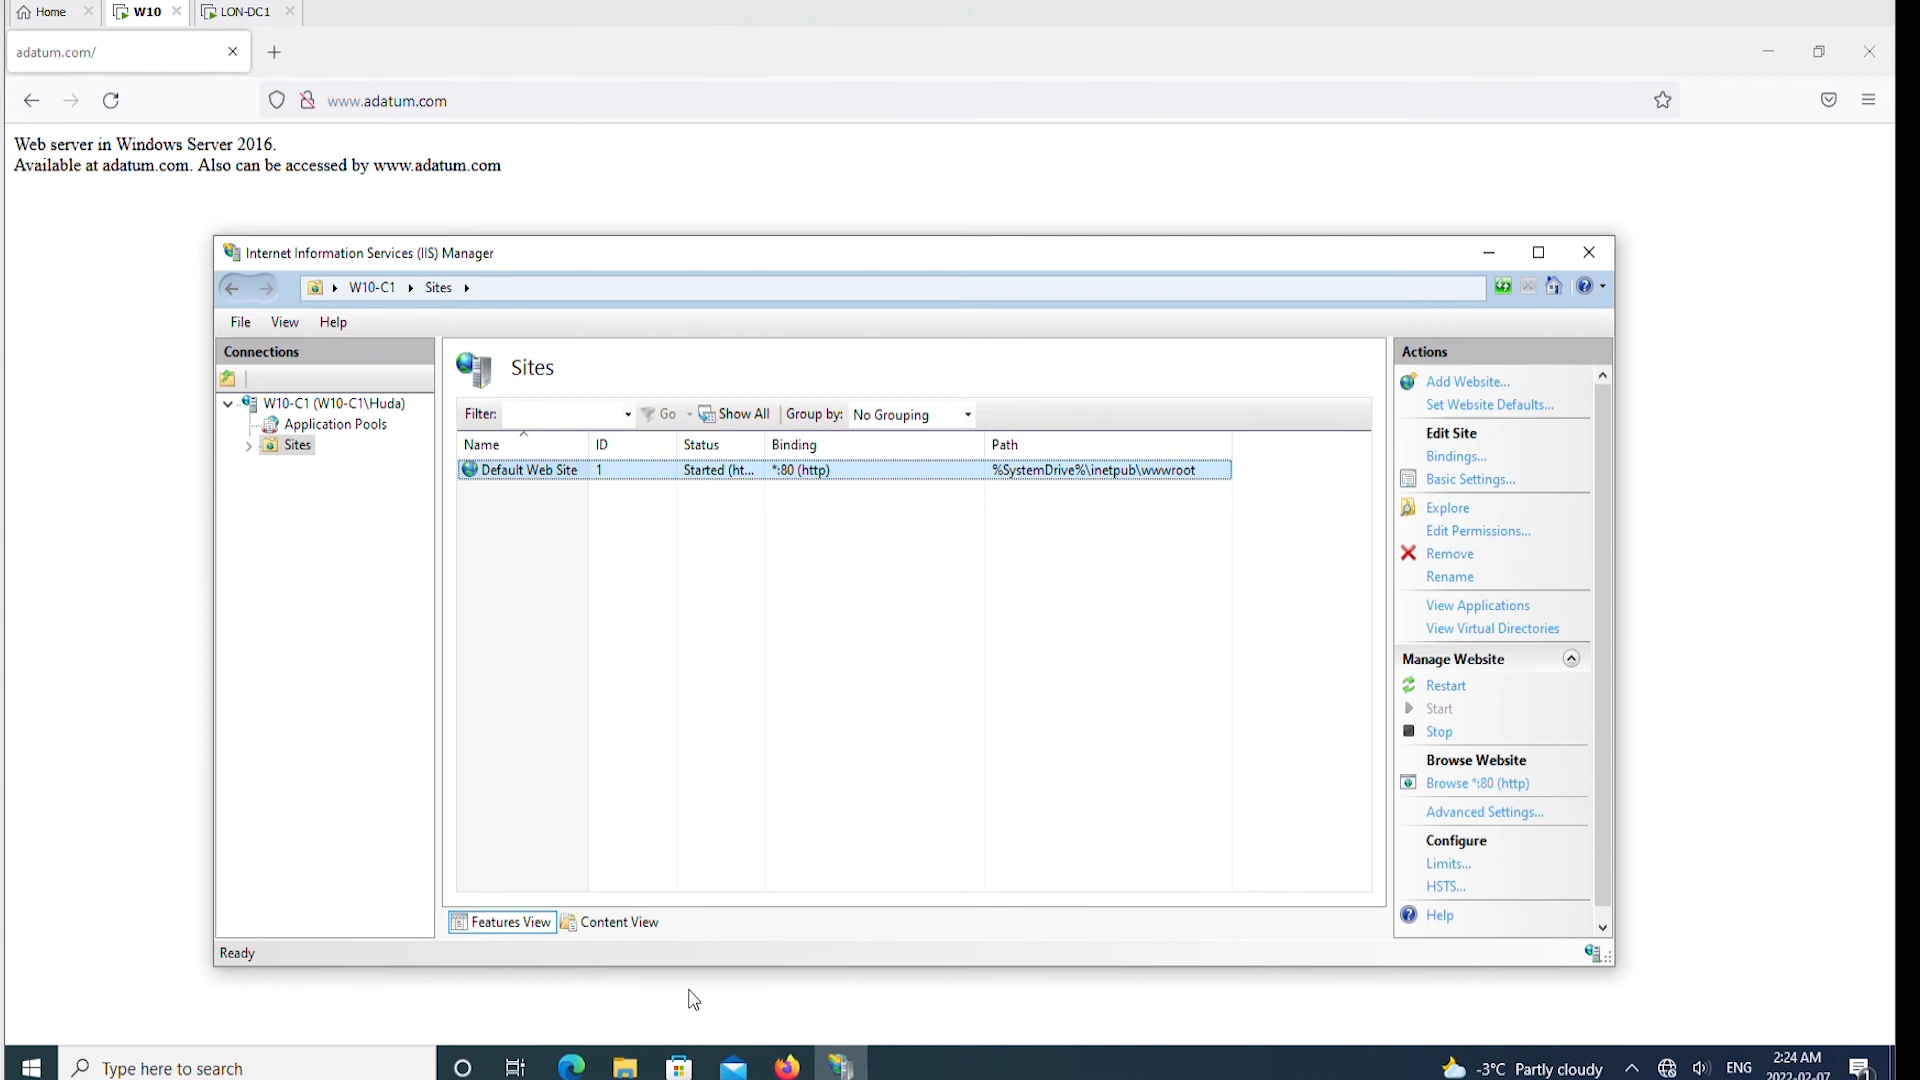 Home
W10
LON-DC1
adatum.com/
www.adatum.com
Web server in Windows Server 2016.
Available at adatum.com. Also can be accessed by www.adatum.com
Internet Information Services (IIS) Manager
W10-C1
Sites
File
View
Help
Connections
W10-C1 (W10-C1\Huda)
Application Pools
Sites
Sites
Filter:
Go
Show All
Group by:
No Grouping
Name
ID
Status
Binding
Path
Default Web Site
1
Started (ht...
*:80 (http)
%SystemDrive%\inetpub\wwwroot
Features View
Content View
Actions
Add Website...
Set Website Defaults...
Edit Site
Bindings...
Basic Settings...
Explore
Edit Permissions...
Remove
Rename
View Applications
View Virtual Directories
Manage Website
Restart
Start
Stop
Browse Website
Browse *:80 (http)
Advanced Settings...
Configure
Limits...
HSTS...
Help
Ready
Type here to search
-3°C Partly cloudy
ENG
2:24 AM
2022-02-07
1